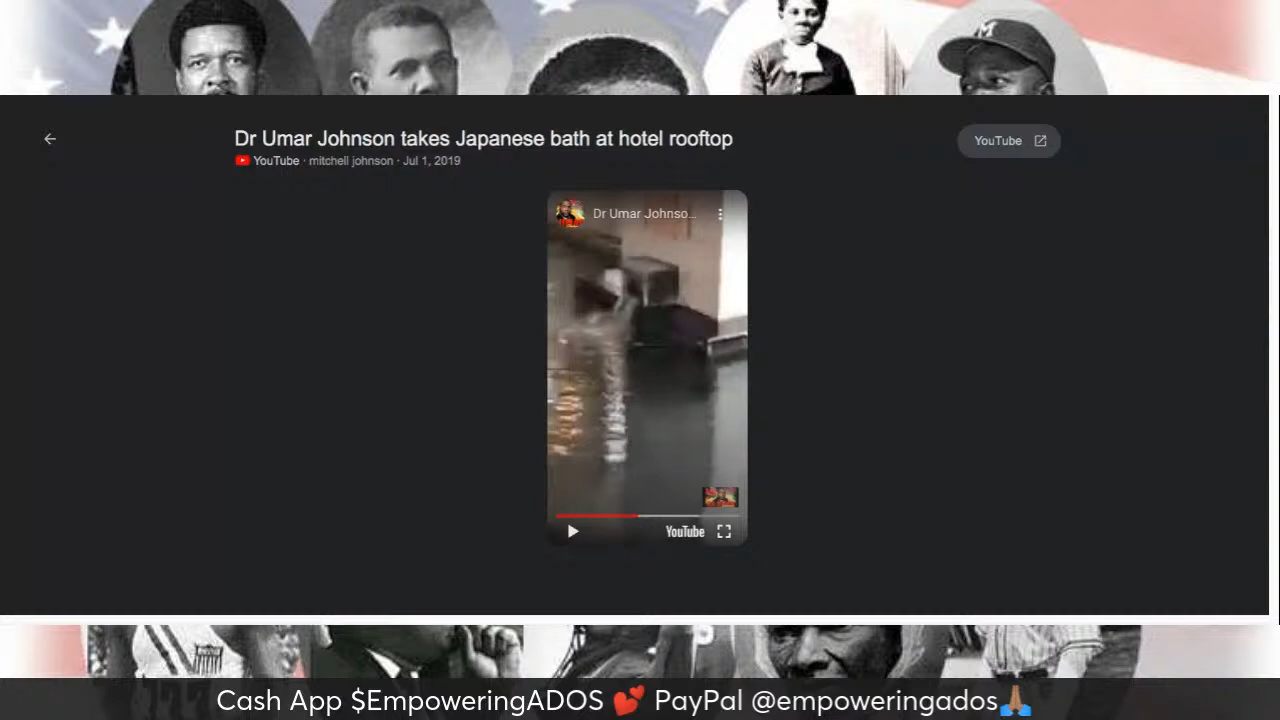 M
Dr Umar Johnson takes Japanese bath at hotel rooftop
YouTube
YouTube · mitchell johnson · Jul 1, 2019
Dr Umar Johnso...
YouTube
Cash App $EmpoweringADOS 💕 PayPal @empoweringados🙏🏽